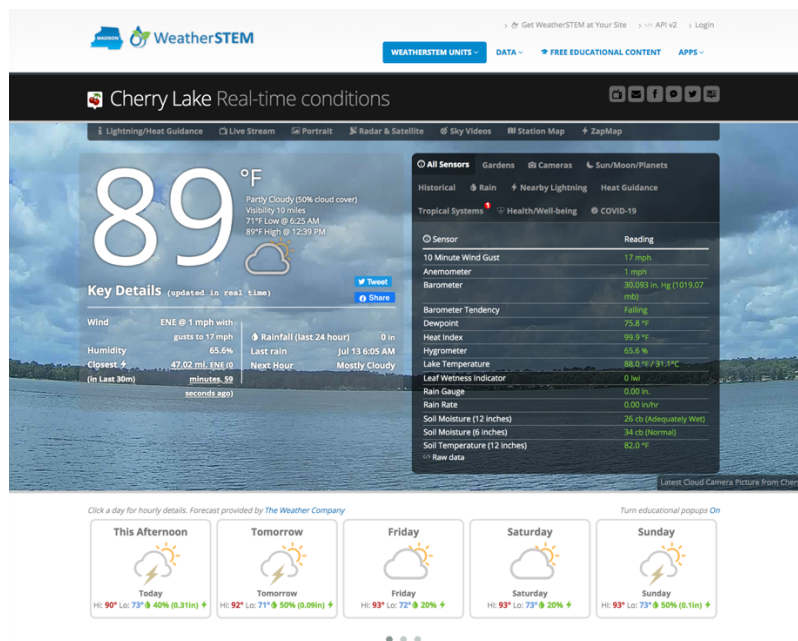 Get WeatherSTEM at Your Site
API v2
Login
MADISON
WeatherSTEM
WEATHERSTEM UNITS
DATA
FREE EDUCATIONAL CONTENT
APPS
Cherry Lake Real-time conditions
Lightning/Heat Guidance
Live Stream
Portrait
Radar & Satellite
Sky Videos
Station Map
ZapMap
89 °F
Partly Cloudy (50% cloud cover)
Visibility 10 miles
71°F Low @ 6:25 AM
89°F High @ 12:39 PM
Tweet
Share
Key Details (updated in real time)
Wind ENE @ 1 mph with
gusts to 17 mph
Humidity 65.6%
Closest 47.02 mi. ENE (0
(in Last 30m) minutes, 59
seconds ago)
Rainfall (last 24 hour) 0 in
Last rain Jul 13 6:05 AM
Next Hour Mostly Cloudy
All Sensors Gardens Cameras Sun/Moon/Planets
Historical Rain Nearby Lightning Heat Guidance
Tropical Systems 1 Health/Well-being COVID-19
Sensor Reading
10 Minute Wind Gust 17 mph
Anemometer 1 mph
Barometer 30.093 in. Hg (1019.07
mb)
Barometer Tendency Falling
Dewpoint 75.8 °F
Heat Index 99.9 °F
Hygrometer 65.6 %
Lake Temperature 88.0 °F / 31.1°C
Leaf Wetness Indicator 0 lwi
Rain Gauge 0.00 in.
Rain Rate 0.00 in/hr
Soil Moisture (12 inches) 26 cb (Adequately Wet)
Soil Moisture (6 inches) 34 cb (Normal)
Soil Temperature (12 inches) 82.0 °F
Raw data
Latest Cloud Camera Picture from Cher
Click a day for hourly details. Forecast provided by The Weather Company
Turn educational popups On
This Afternoon
Today
Hi: 90° Lo: 73° 40% (0.31in)
Tomorrow
Tomorrow
Hi: 92° Lo: 71° 50% (0.09in)
Friday
Friday
Hi: 93° Lo: 72° 20%
Saturday
Saturday
Hi: 93° Lo: 73° 20%
Sunday
Sunday
Hi: 93° Lo: 73° 50% (0.1in)